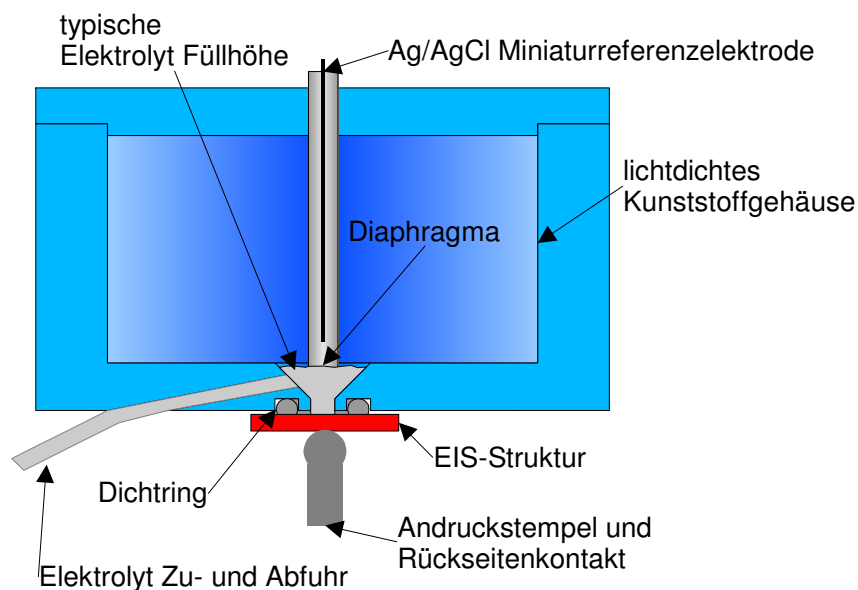 typische
Elektrolyt Füllhöhe
Ag/AgCl Miniaturreferenzelektrode
lichtdichtes
Kunststoffgehäuse
Diaphragma
EIS-Struktur
Dichtring
Andruckstempel und
Rückseitenkontakt
Elektrolyt Zu- und Abfuhr